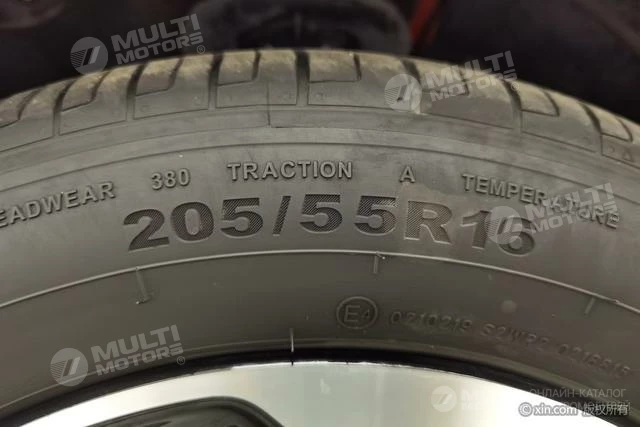 MULTI
MOTORS®
MULTI
MOTORS®
EADWEAR 380 TRACTION A TEMPERATURE
205/55R16
MULTI
MOTORS®
E4
MULTI
MOTORS®
ОНЛАЙН-КАТАЛОГ
©xin.com 版权所有